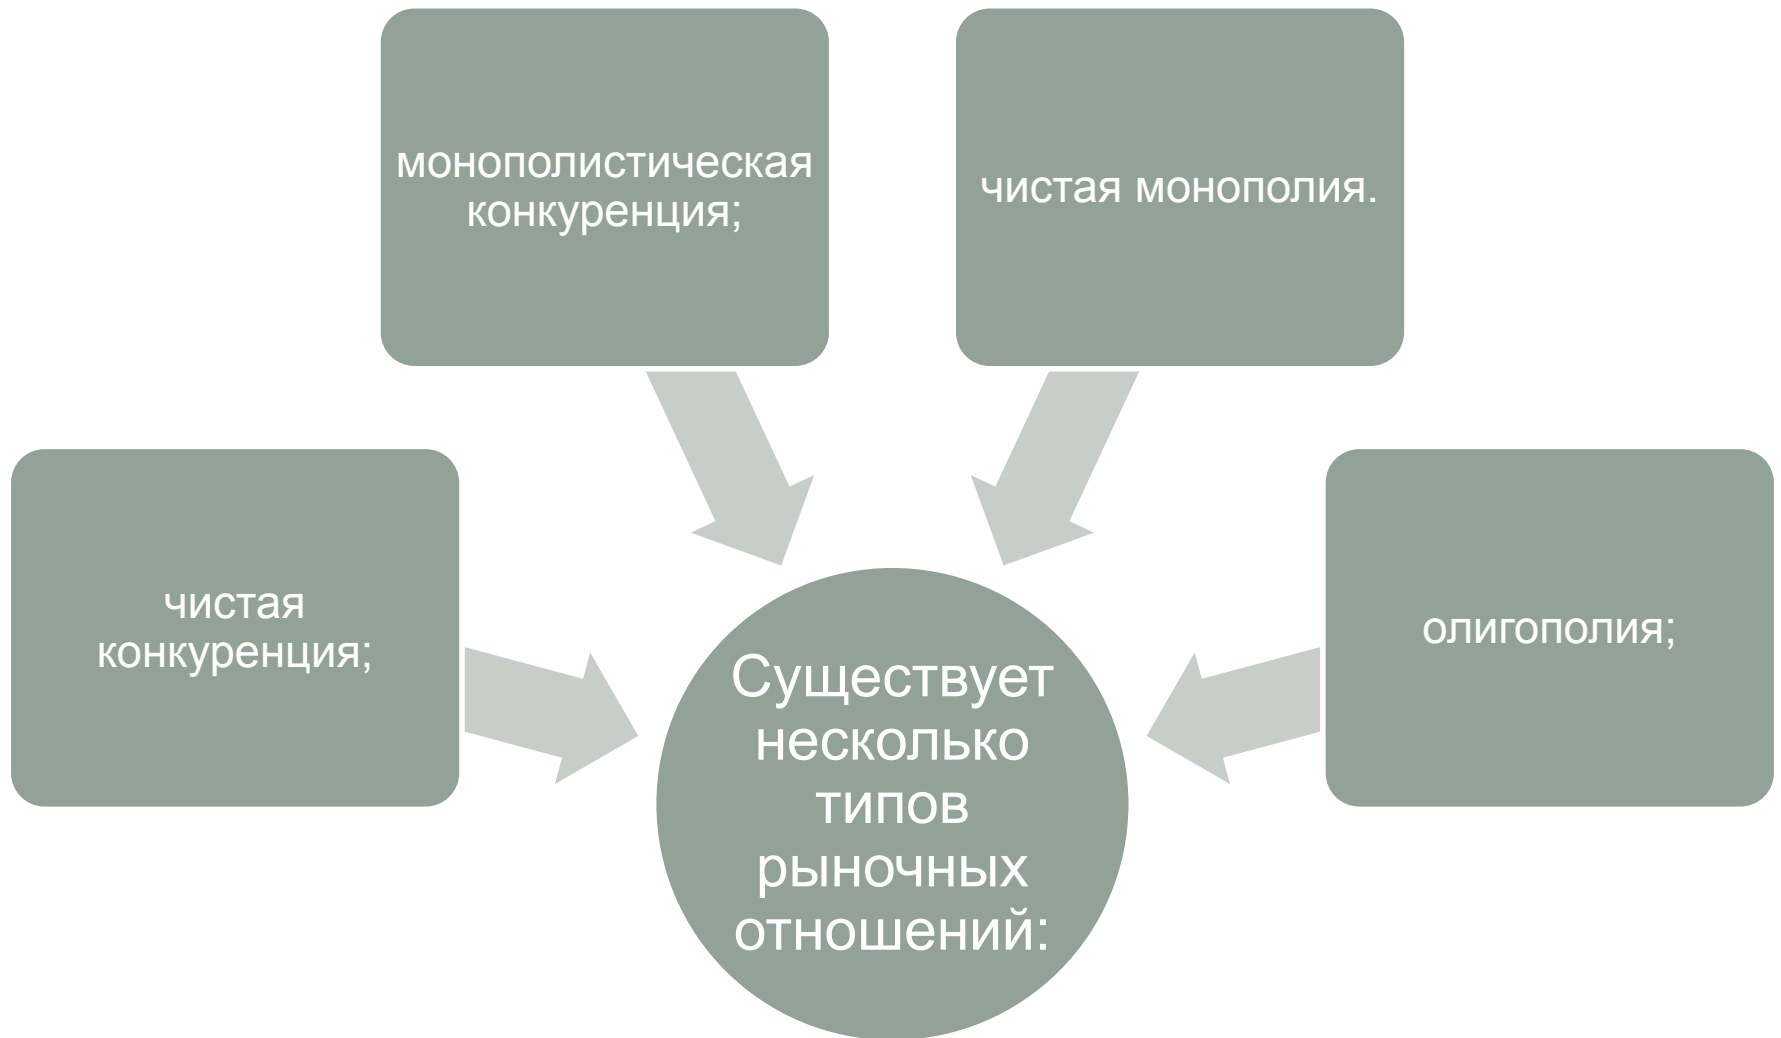 монополистическая
конкуренция;
чистая монополия.
чистая
конкуренция;
олигополия;
Существует
несколько
типов
рыночных
отношений: